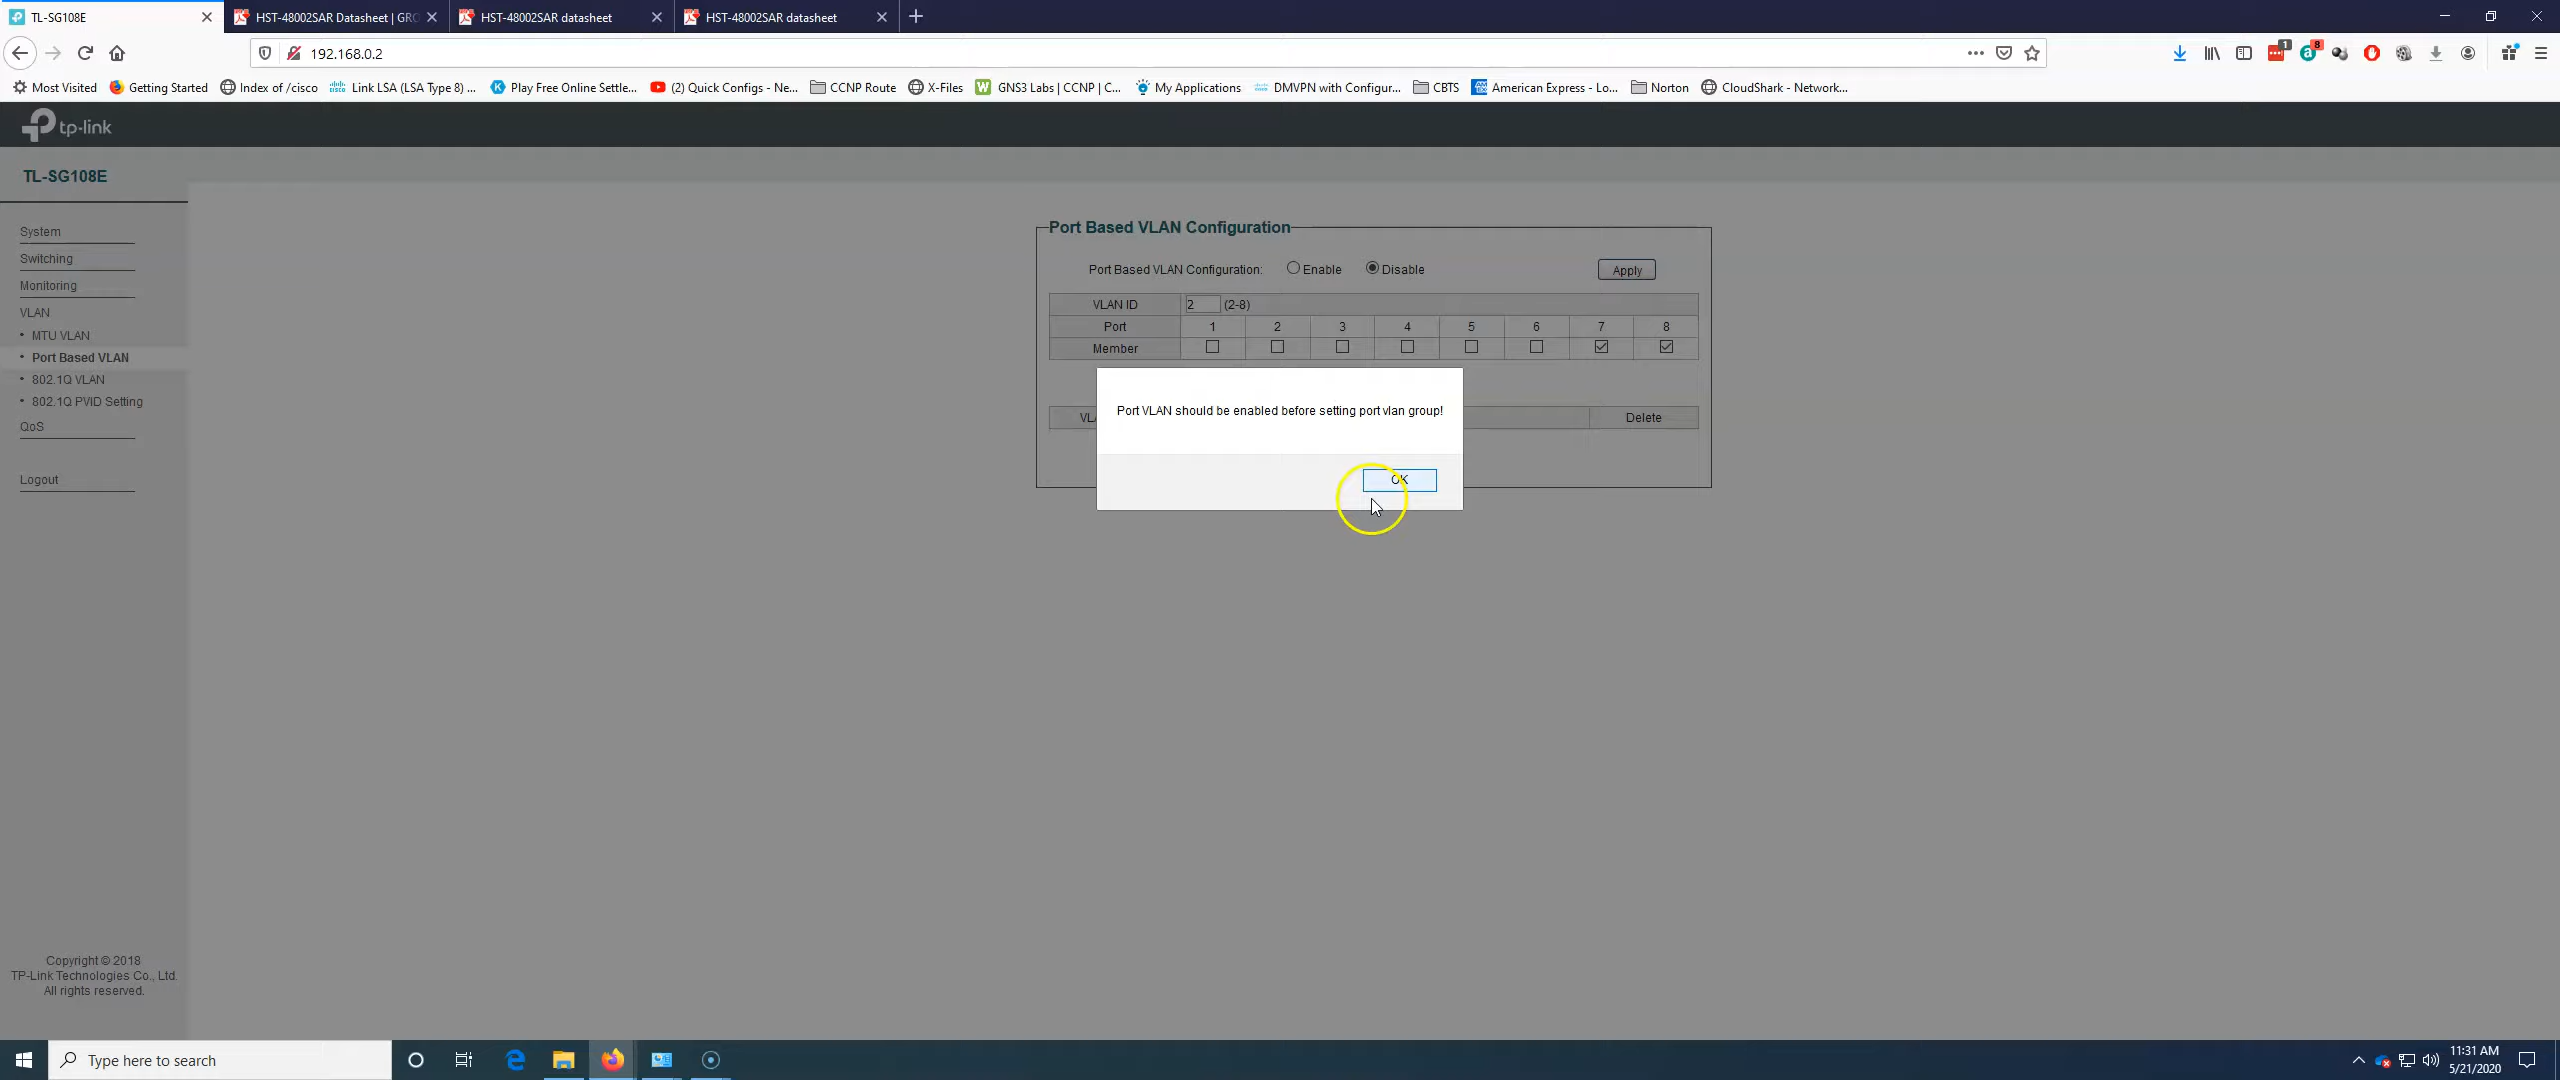 TL-SG108E
HST-48002SAR Datasheet | GRO
HST-48002SAR datasheet
HST-48002SAR datasheet
192.168.0.2
1
8
Most Visited
Getting Started
Index of /cisco
Link LSA (LSA Type 8) ...
Play Free Online Settle...
(2) Quick Configs - Ne...
CCNP Route
X-Files
GNS3 Labs | CCNP | C...
My Applications
DMVPN with Configur...
CBTS
American Express - Lo...
Norton
CloudShark - Network...
tp-link
TL-SG108E
System
Switching
Monitoring
VLAN
MTU VLAN
Port Based VLAN
802.1Q VLAN
802.1Q PVID Setting
QoS
Logout
Port Based VLAN Configuration
Port Based VLAN Configuration: Enable Disable Apply
VLAN ID 2 (2-8)
Port 1 2 3 4 5 6 7 8
Member
Delete
Port VLAN should be enabled before setting port vlan group!
OK
Copyright © 2018
TP-Link Technologies Co., Ltd.
All rights reserved.
Type here to search
11:31 AM
5/21/2020